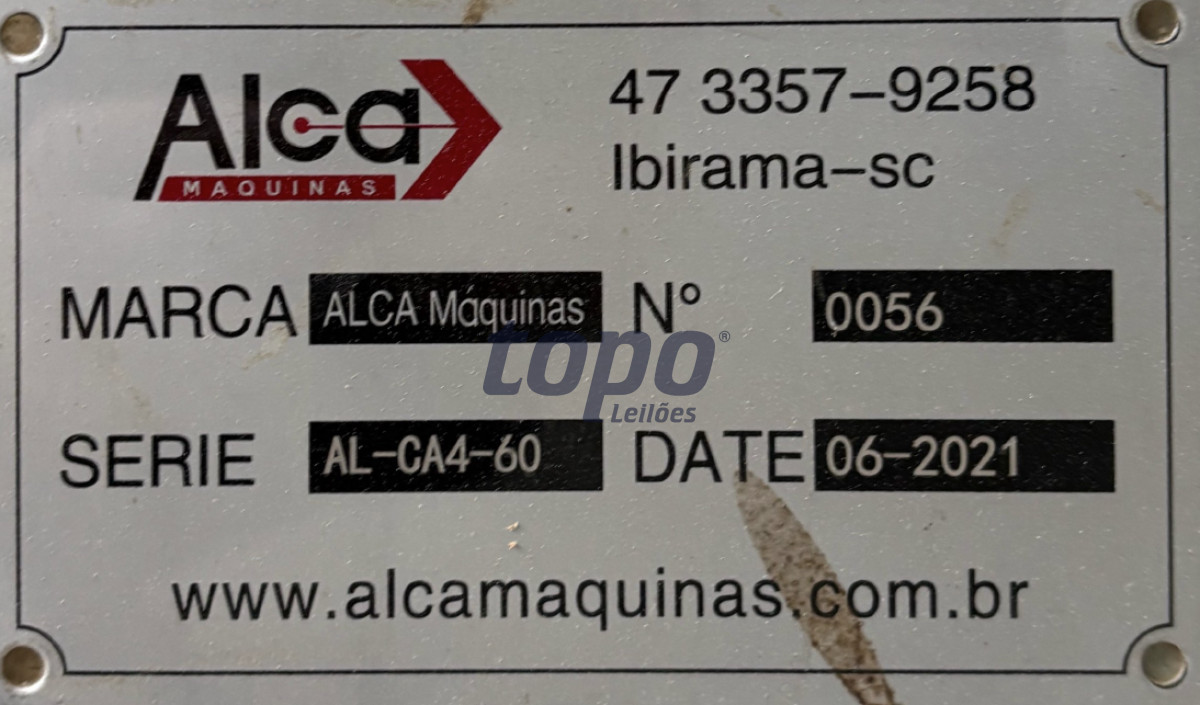 Alca
MAQUINAS
47 3357-9258
Ibirama-sc
MARCA ALCA Máquinas Nº 0056
topo®
Leilões
SERIE AL-CA4-60 DATE 06-2021
www.alcamaquinas.com.br